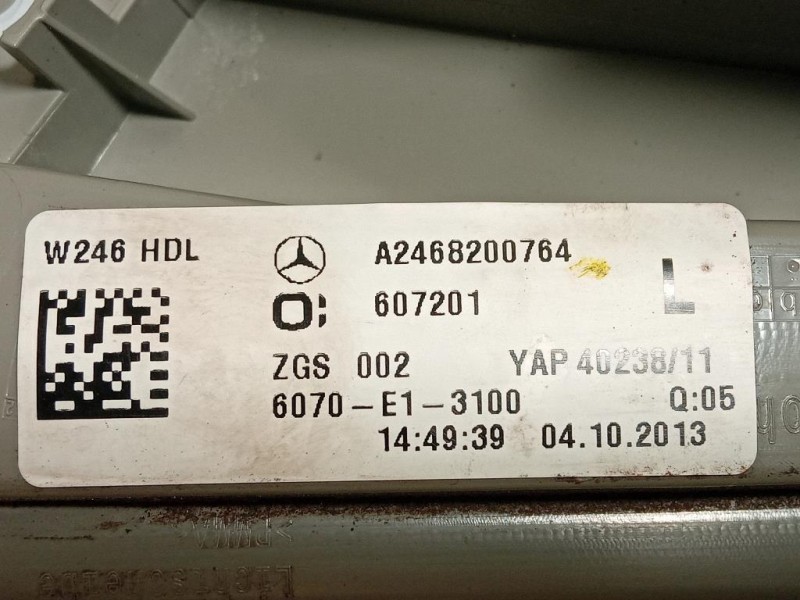 W246 HDL
A2468200764
607201
L
ZGS 002
YAP 40238/11
6070-E1-3100
Q:05
14:49:39 04.10.2013